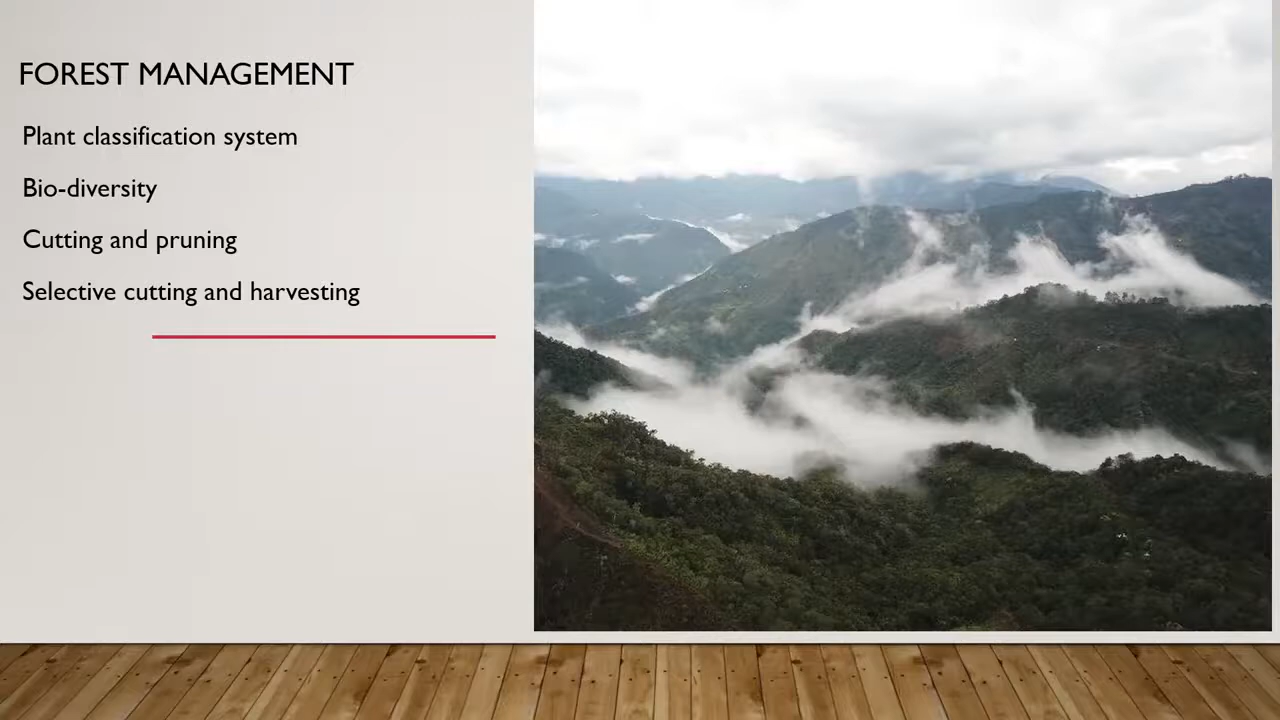 FOREST MANAGEMENT
Plant classification system
Bio-diversity
Cutting and pruning
Selective cutting and harvesting